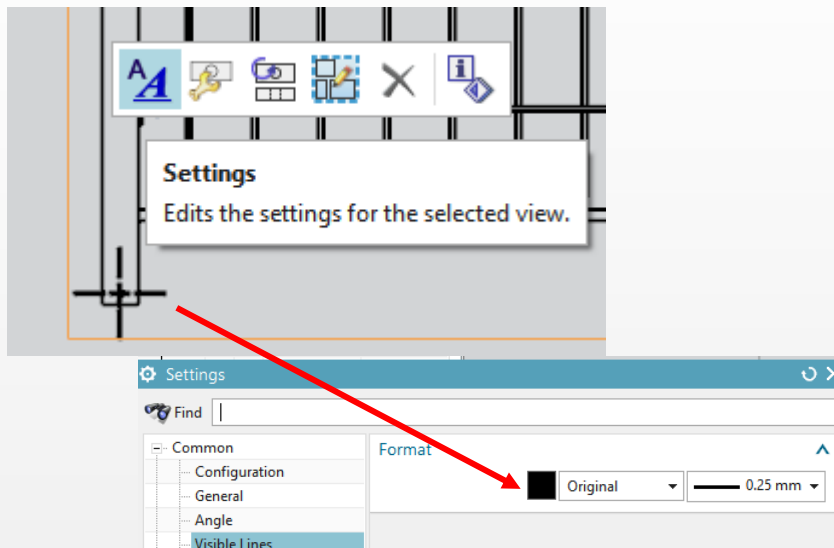 Settings
Edits the settings for the selected view.
Settings
Find
Common
Format
Configuration
Original
0.25 mm
General
Angle
Visible Lines